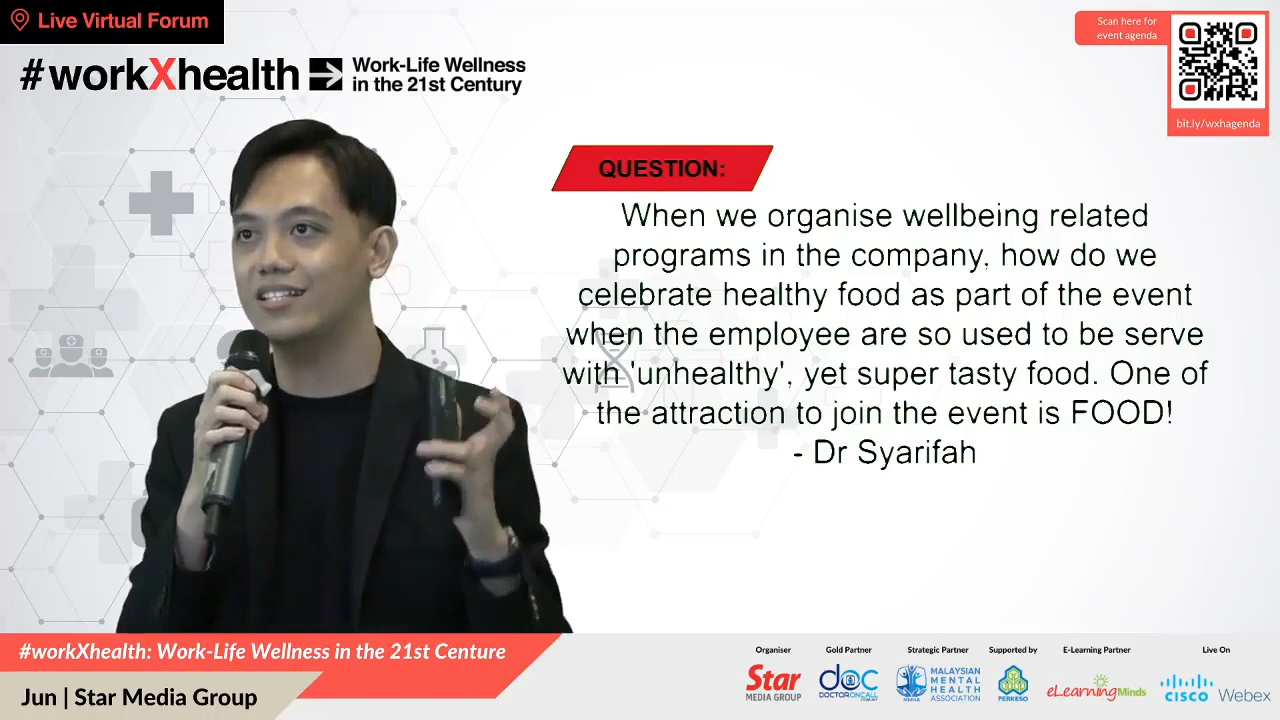 Live Virtual Forum
Scan here for
event agenda
#workXhealth
Work-Life Wellness
in the 21st Century
bit.ly/wxhagenda
QUESTION:
When we organise wellbeing related
programs in the company, how do we
celebrate healthy food as part of the event
when the employee are so used to be serve
with 'unhealthy', yet super tasty food. One of
the attraction to join the event is FOOD!
- Dr Syarifah
#workXhealth: Work-Life Wellness in the 21st Centure
Jun | Star Media Group
Organiser
Gold Partner
Strategic Partner
Supported by
E-Learning Partner
Live On
Star
MEDIA GROUP
doc
DOCTORONCALL
MMHA
MALAYSIAN
MENTAL
HEALTH
ASSOCIATION
PERKESO
eLearningMinds
CISCO
Webex